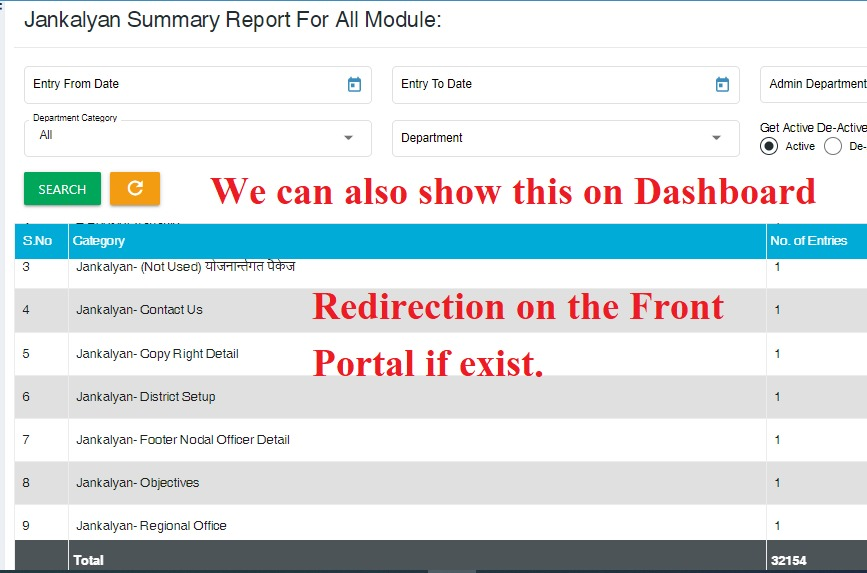 Jankalyan Summary Report For All Module:
Entry From Date
Entry To Date
Admin Department
Department Category
All
Department
Get Active De-Active
Active
De-
SEARCH
We can also show this on Dashboard
S.No Category No. of Entries
3 Jankalyan- (Not Used) योजनान्तेगत पैकेज 1
4 Jankalyan- Contact Us 1
Redirection on the Front
5 Jankalyan- Copy Right Detail 1
Portal if exist.
6 Jankalyan- District Setup 1
7 Jankalyan- Footer Nodal Officer Detail 1
8 Jankalyan- Objectives 1
9 Jankalyan- Regional Office 1
Total 32154